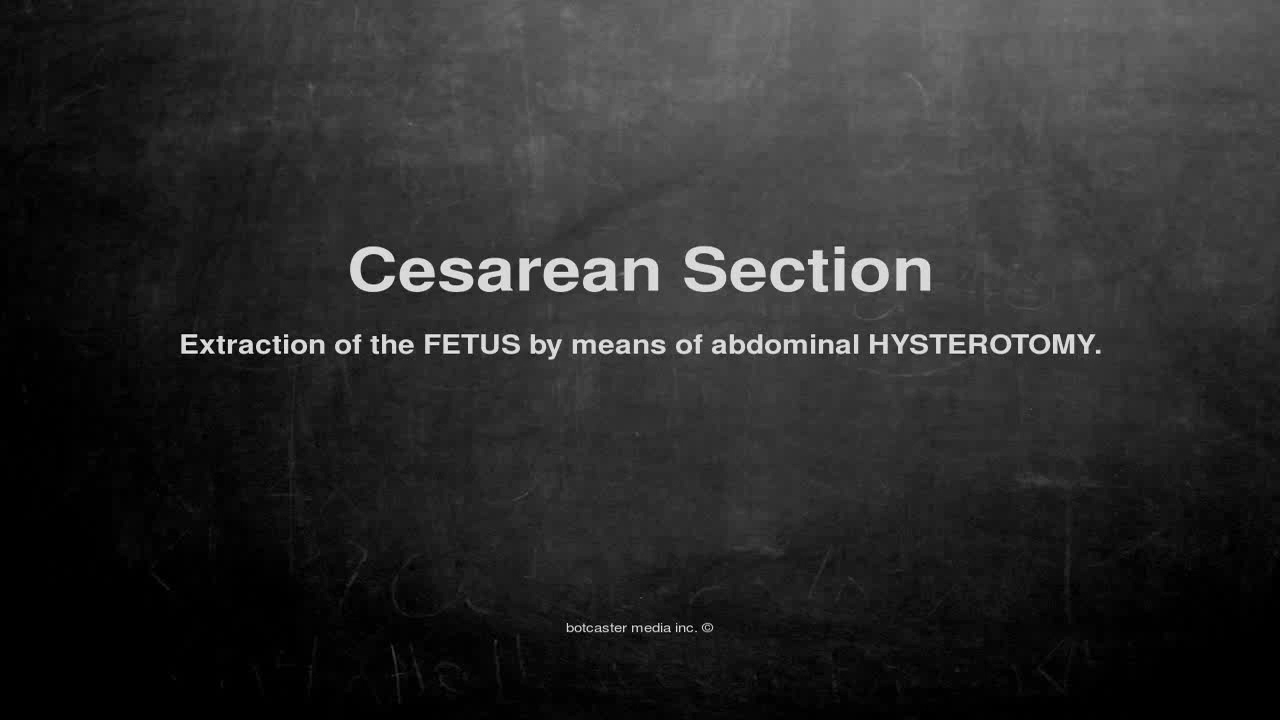 Cesarean Section
Extraction of the FETUS by means of abdominal HYSTEROTOMY.
botcaster media inc. ©